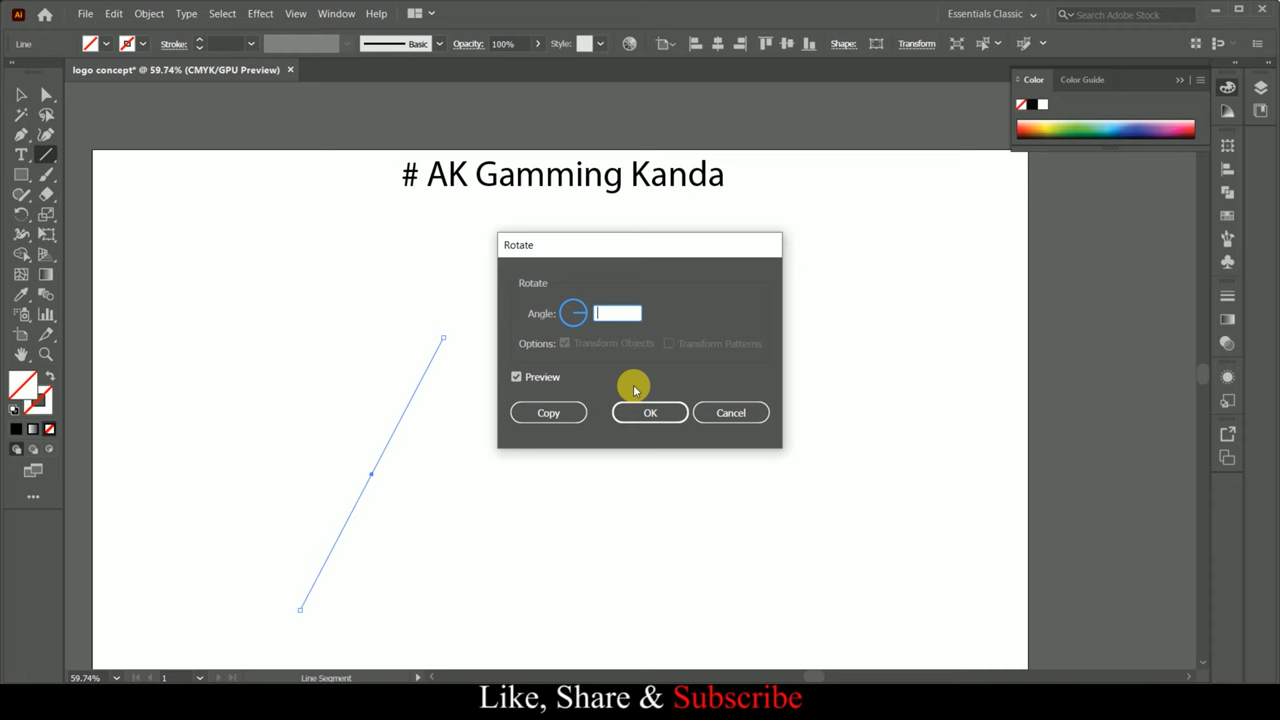 Ai File Edit Object Type Select Effect View Window Help Essentials Classic Search Adobe Stock
Line Stroke: Basic Opacity: 100% Style: Shape: Transform
logo concept* @ 59.74% (CMYK/GPU Preview) × Color Color Guide
# AK Gamming Kanda
Rotate
Rotate
Angle:
Options: Transform Objects Transform Patterns
Preview
Copy OK Cancel
59.74% 1 Line Segment
Like, Share & Subscribe